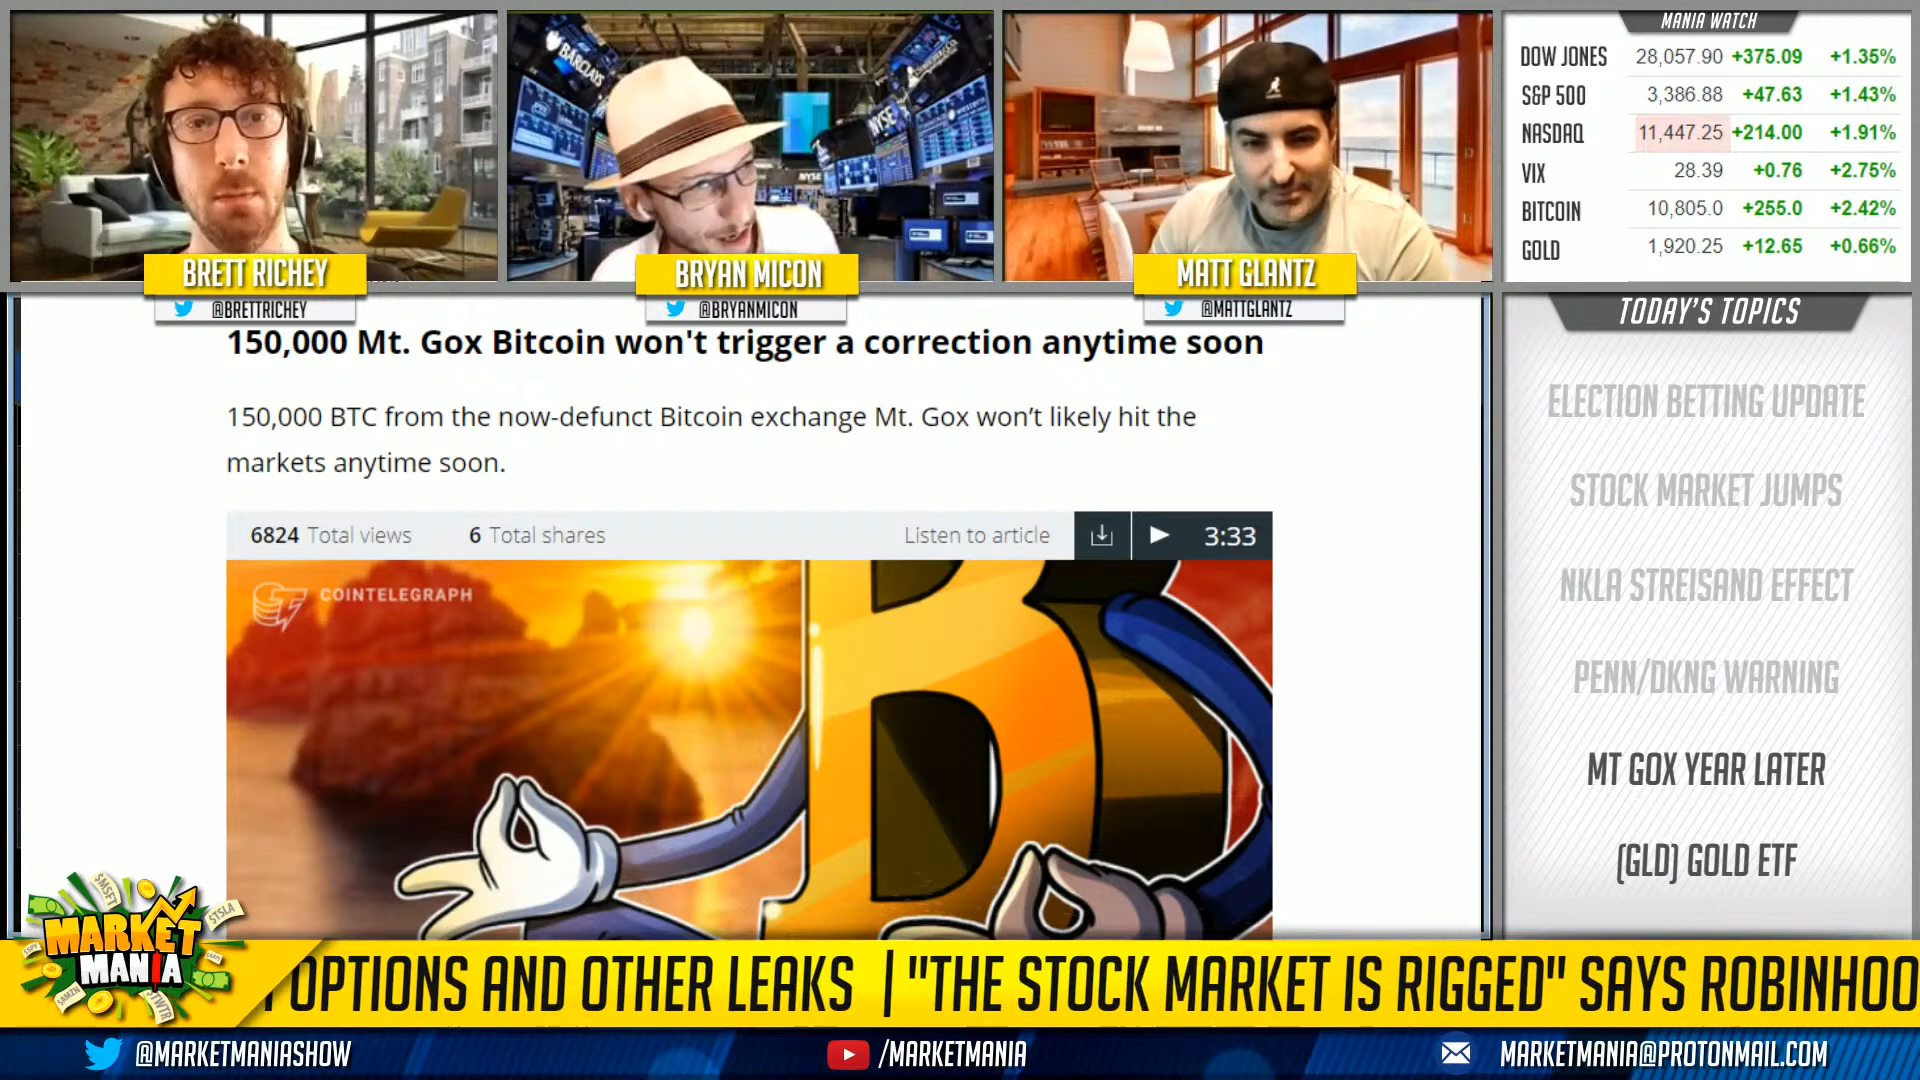 BARCLAYS
NYSE
NYSE
MANIA WATCH
DOW JONES 28,057.90 +375.09 +1.35%
S&P 500 3,386.88 +47.63 +1.43%
NASDAQ 11,447.25 +214.00 +1.91%
VIX 28.39 +0.76 +2.75%
BITCOIN 10,805.0 +255.0 +2.42%
GOLD 1,920.25 +12.65 +0.66%
BRETT RICHEY
@BRETTRICHEY
BRYAN MICON
@BRYANMICON
MATT GLANTZ
@MATTGLANTZ
150,000 Mt. Gox Bitcoin won't trigger a correction anytime soon
150,000 BTC from the now-defunct Bitcoin exchange Mt. Gox won’t likely hit the
markets anytime soon.
6824 Total views 6 Total shares Listen to article 3:33
COINTELEGRAPH
TODAY'S TOPICS
ELECTION BETTING UPDATE
STOCK MARKET JUMPS
NKLA STREISAND EFFECT
PENN/DKNG WARNING
MT GOX YEAR LATER
(GLD) GOLD ETF
$MSFT
$TSLA
MARKET
MANIA
$AMZN
$TWTR
OPTIONS AND OTHER LEAKS | "THE STOCK MARKET IS RIGGED" SAYS ROBINHOO
@MARKETMANIASHOW
/MARKETMANIA
MARKETMANIA@PROTONMAIL.COM